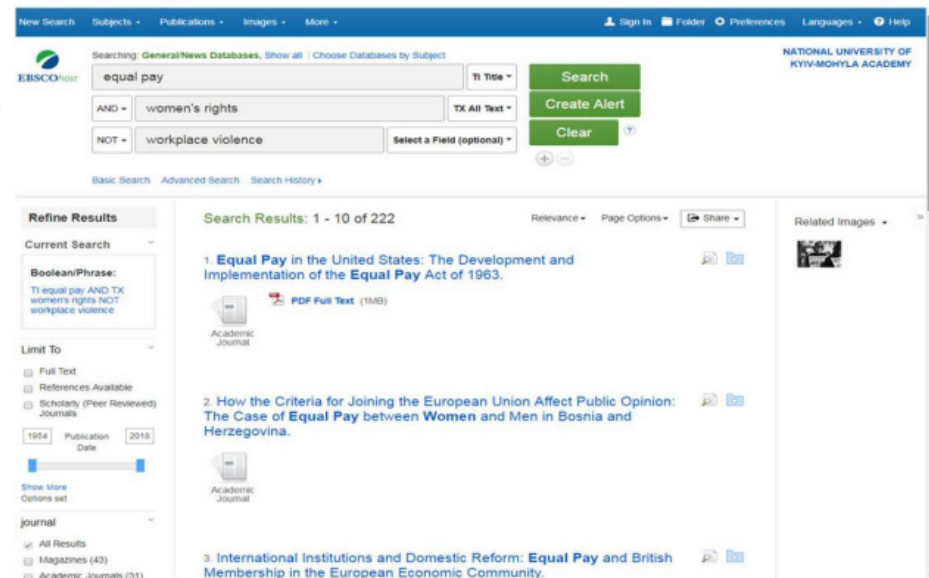 New Search Subjects Publications Images More Sign In Folder Preferences Languages Help
EBSCOhost
Searching: General/News Databases, Show all | Choose Databases by Subject
NATIONAL UNIVERSITY OF
KYIV-MOHYLA ACADEMY
equal pay TI Title Search
AND women's rights TX All Text Create Alert
NOT workplace violence Select a Field (optional) Clear ?
Basic Search Advanced Search Search History
Refine Results
Current Search
Boolean/Phrase:
TI equal pay AND TX
women's rights NOT
workplace violence
Limit To
Full Text
References Available
Scholarly (Peer Reviewed)
Journals
1954 Publication 2018
Date
Show More
Options set
journal
All Results
Magazines (43)
Academic Journals (31)
Search Results: 1 - 10 of 222 Relevance Page Options Share
1. Equal Pay in the United States: The Development and
Implementation of the Equal Pay Act of 1963.
PDF Full Text (1MB)
Academic
Journal
2. How the Criteria for Joining the European Union Affect Public Opinion:
The Case of Equal Pay between Women and Men in Bosnia and
Herzegovina.
Academic
Journal
3. International Institutions and Domestic Reform: Equal Pay and British
Membership in the European Economic Community.
Related Images